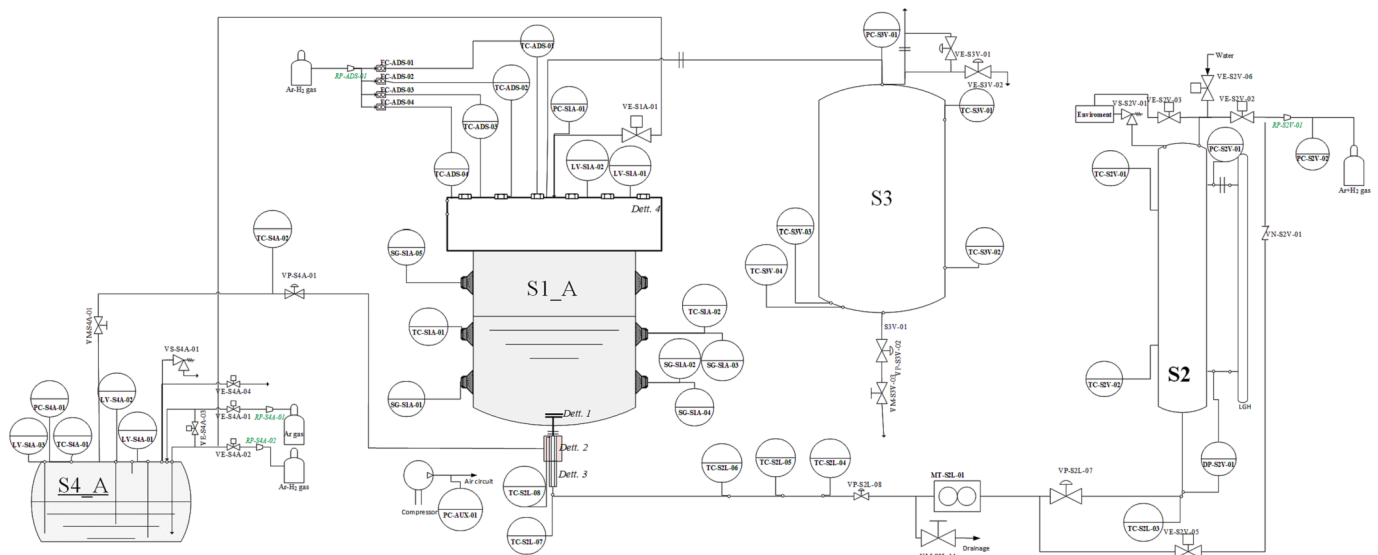 Ar-H₂ gas
RP-ADS-01
FC-ADS-01
FC-ADS-02
FC-ADS-03
FC-ADS-04
TC-ADS-01
TC-ADS-02
TC-ADS-03
TC-ADS-04
PC-S1A-01
VE-S1A-01
LV-S1A-02
LV-S1A-01
Dett. 4
SG-S1A-05
S1_A
TC-S1A-01
TC-S1A-02
SG-S1A-02
SG-S1A-03
SG-S1A-01
SG-S1A-04
Dett. 1
Dett. 2
Dett. 3
PC-S3V-01
VE-S3V-01
VE-S3V-02
TC-S3V-01
S3
TC-S3V-03
TC-S3V-04
TC-S3V-02
S3V-01
VP-S3V-02
VM-S3V-03
Water
VE-S2V-06
Enviroment
VS-S2V-01
VE-S2V-03
VE-S2V-02
RP-S2V-01
PC-S2V-01
PC-S2V-02
Ar+H₂ gas
TC-S2V-01
VN-S2V-01
TC-S2V-02
S2
LGH
DP-S2V-01
TC-S4A-02
VP-S4A-01
VM-S4A-01
VS-S4A-01
PC-S4A-01
LV-S4A-02
VE-S4A-04
VE-S4A-01
RP-S4A-01
Ar gas
LV-S4A-03
TC-S4A-01
LV-S4A-01
VE-S4A-03
VE-S4A-02
RP-S4A-02
Ar-H₂ gas
S4_A
Compressor
Air circuit
PC-AUX-01
TC-S2L-08
TC-S2L-07
TC-S2L-06
TC-S2L-05
TC-S2L-04
VP-S2L-08
MT-S2L-01
VP-S2L-07
Drainage
TC-S2L-03
VE-S2V-05